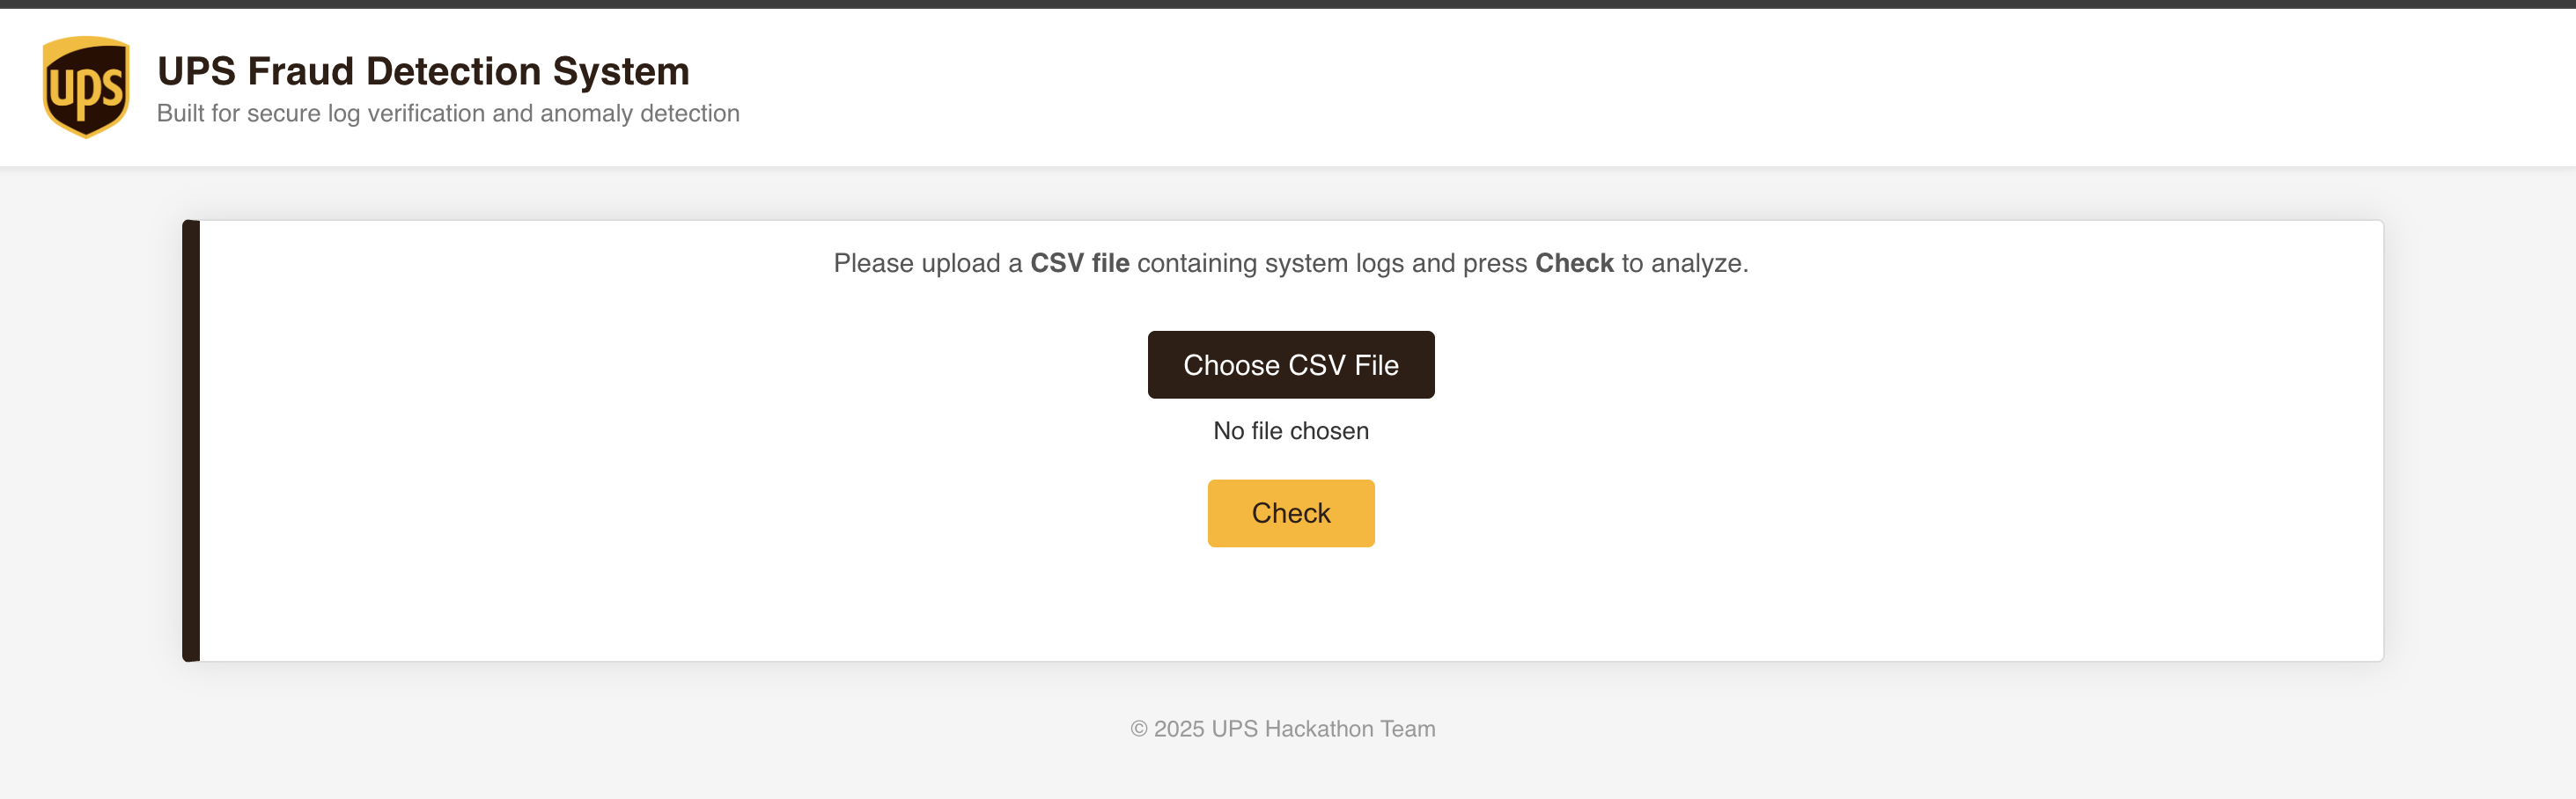 ups
UPS Fraud Detection System
Built for secure log verification and anomaly detection
Please upload a CSV file containing system logs and press Check to analyze.
Choose CSV File
No file chosen
Check
© 2025 UPS Hackathon Team